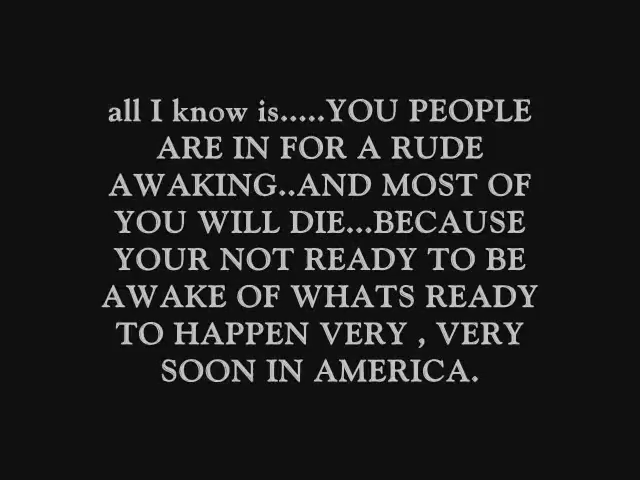 all I know is.....YOU PEOPLE
ARE IN FOR A RUDE
AWAKING..AND MOST OF
YOU WILL DIE...BECAUSE
YOUR NOT READY TO BE
AWAKE OF WHATS READY
TO HAPPEN VERY , VERY
SOON IN AMERICA.